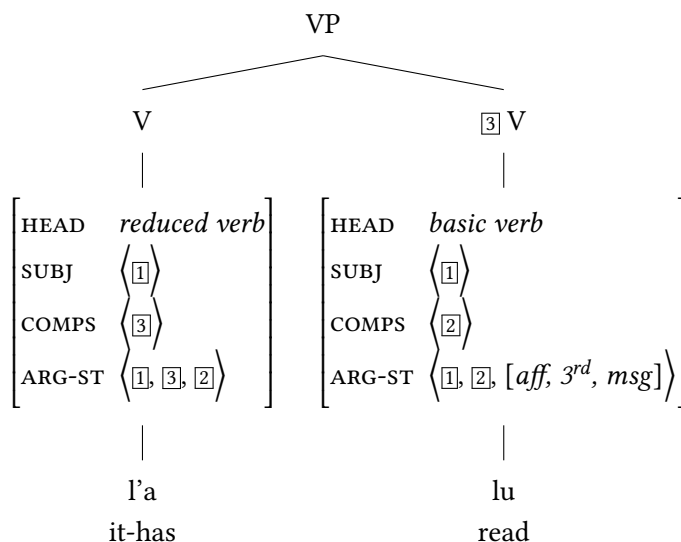 VP
V 3 V
HEAD reduced verb HEAD basic verb
SUBJ ⟨1⟩ SUBJ ⟨1⟩
COMPS ⟨3⟩ COMPS ⟨2⟩
ARG-ST ⟨1, 3, 2⟩ ARG-ST ⟨1, 2, [aff, 3rd, msg]⟩
l’a lu
it-has read